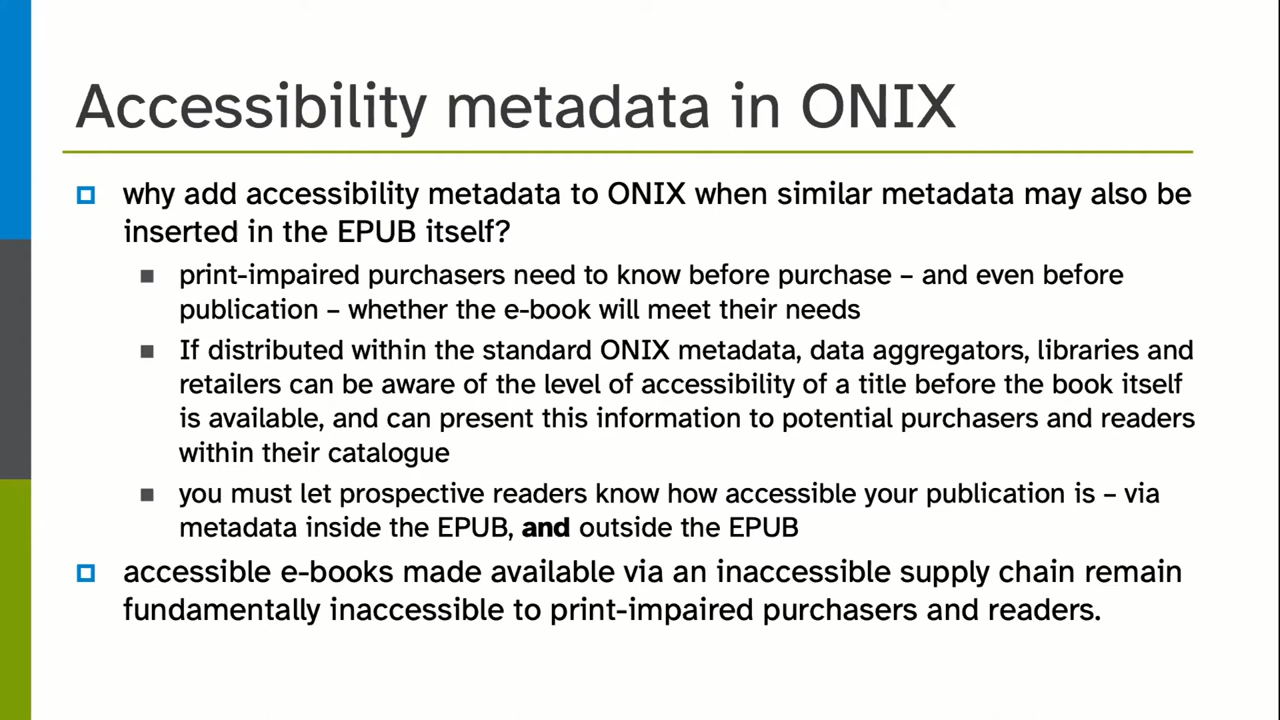 Accessibility metadata in ONIX
why add accessibility metadata to ONIX when similar metadata may also be
inserted in the EPUB itself?
print-impaired purchasers need to know before purchase – and even before
publication – whether the e-book will meet their needs
If distributed within the standard ONIX metadata, data aggregators, libraries and
retailers can be aware of the level of accessibility of a title before the book itself
is available, and can present this information to potential purchasers and readers
within their catalogue
you must let prospective readers know how accessible your publication is – via
metadata inside the EPUB, and outside the EPUB
accessible e-books made available via an inaccessible supply chain remain
fundamentally inaccessible to print-impaired purchasers and readers.